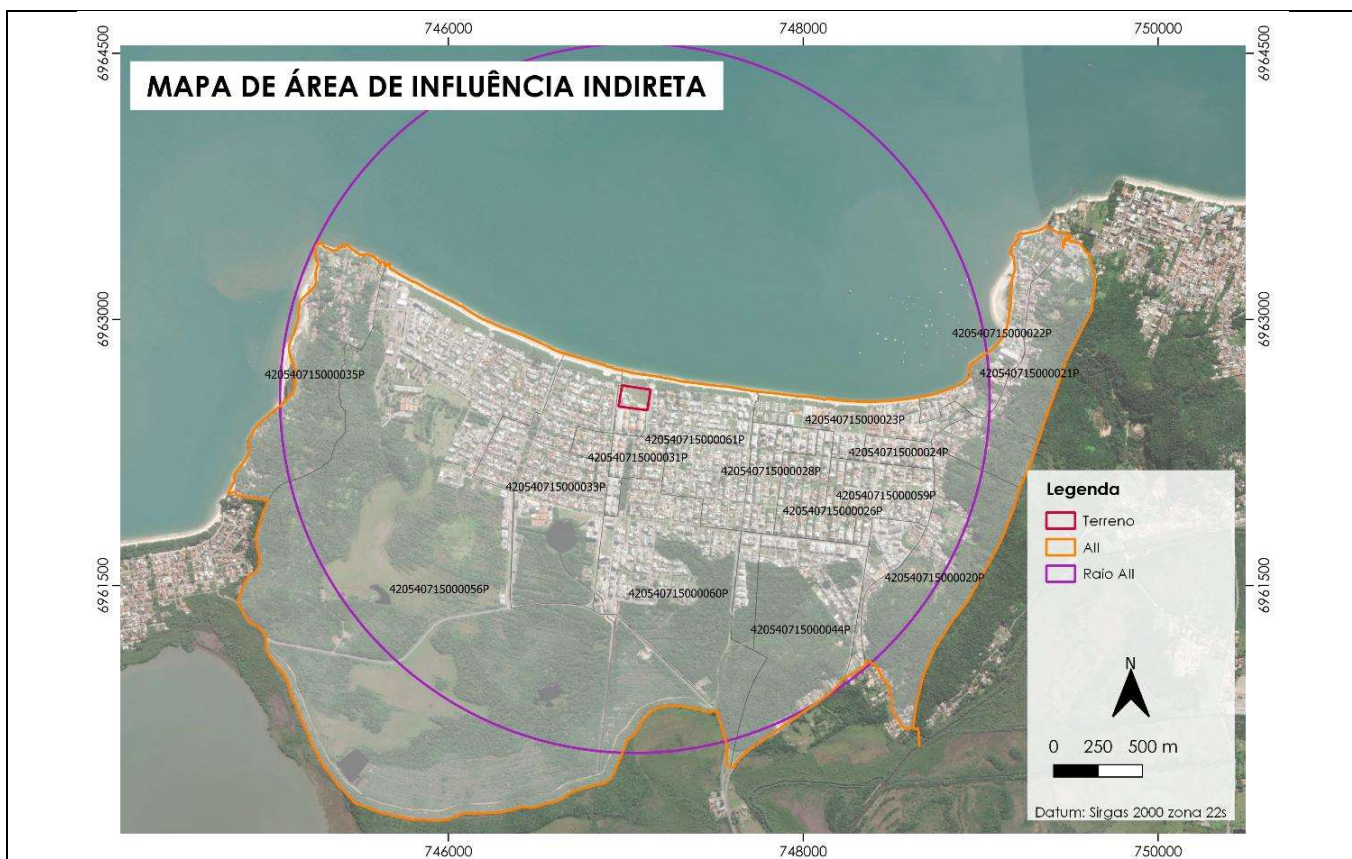 746000
748000
750000
6964500
6964500
MAPA DE ÁREA DE INFLUÊNCIA INDIRETA
6963000
6963000
420540715000022P
420540715000035P
420540715000021P
420540715000023P
420540715000061P
420540715000031P
420540715000024P
420540715000028P
420540715000033P
420540715000059P
420540715000026P
Legenda
Terreno
AII
Raio AII
6961500
6961500
420540715000020P
420540715000056P
420540715000060P
420540715000044P
N
0 250 500 m
Datum: Sirgas 2000 zona 22s
746000
748000
750000